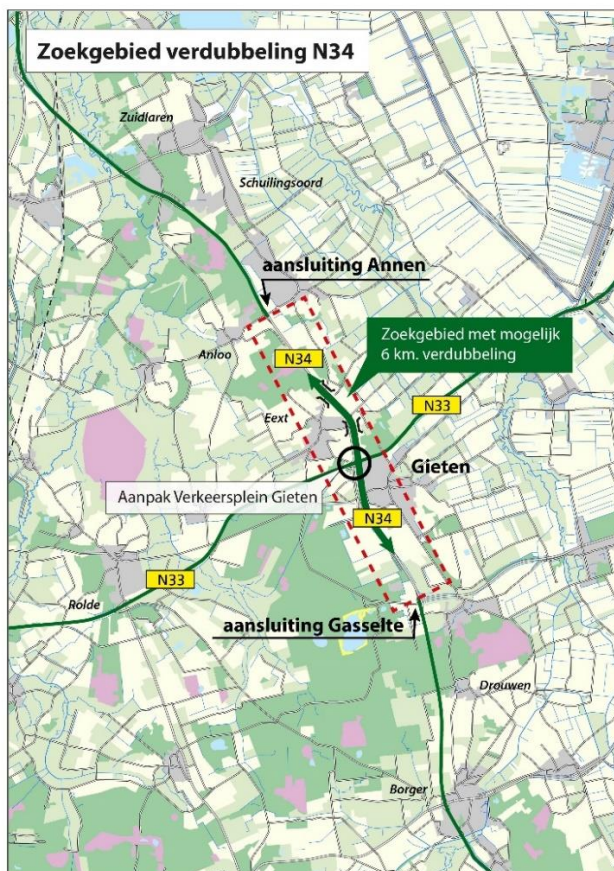 Zoekgebied verdubbeling N34
Zuidlaren
Schuilingsoord
aansluiting Annen
Zoekgebied met mogelijk
6 km. verdubbeling
Anloo
N34
Eext
N33
Gieten
Aanpak Verkeersplein Gieten
N34
N33
Rolde
aansluiting Gasselte
Drouwen
Borger